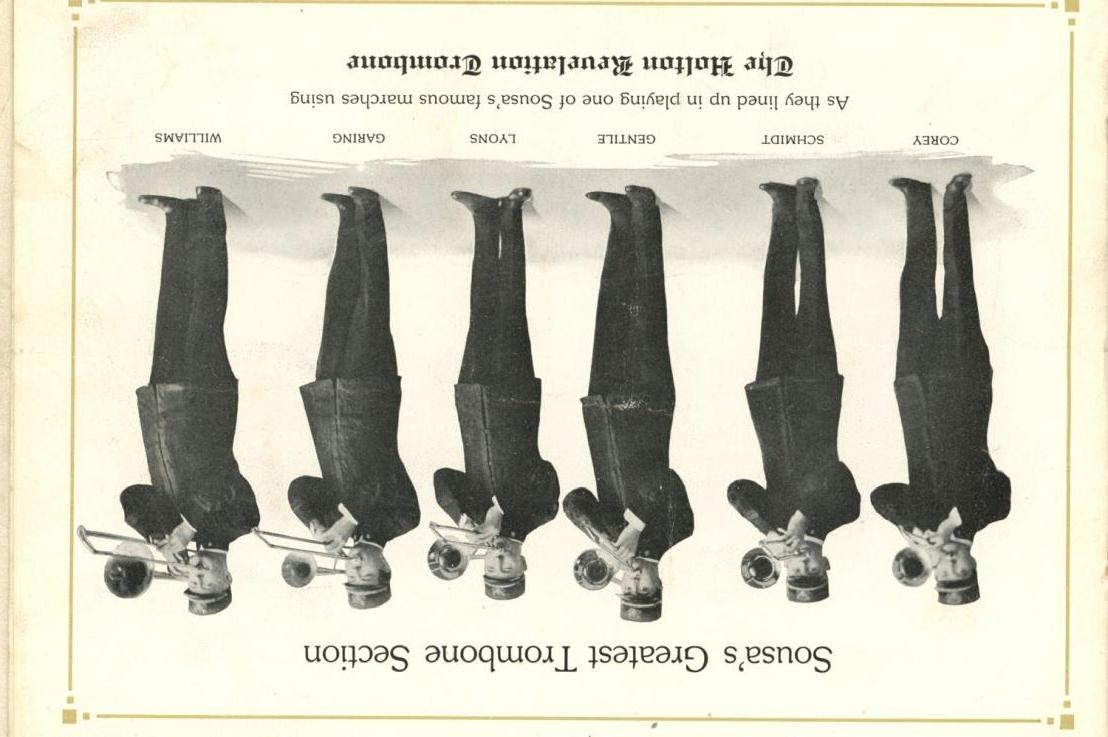 Sousa's Greatest Trombone Section
COREY SCHMIDT GENTILE LYONS GARING WILLIAMS
As they lined up in playing one of Sousa's famous marches using
The Holton Revelation Trombone